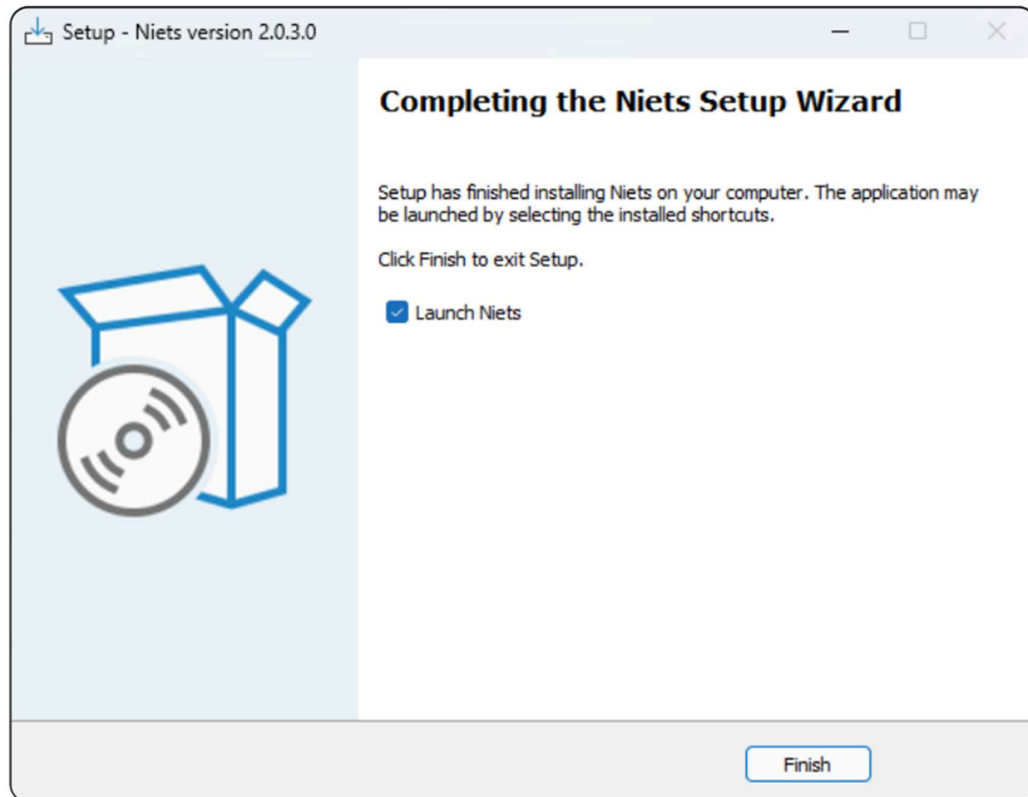 Setup - Niets version 2.0.3.0
Completing the Niets Setup Wizard
Setup has finished installing Niets on your computer. The application may
be launched by selecting the installed shortcuts.
Click Finish to exit Setup.
Launch Niets
Finish